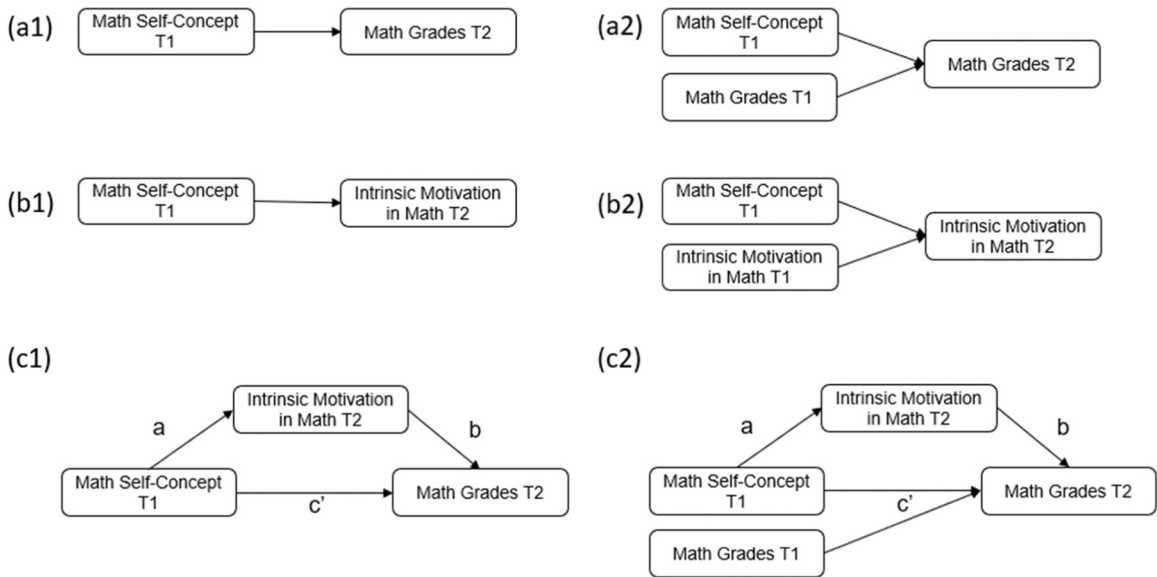 (a1)
Math Self-Concept
T1
Math Grades T2
(a2)
Math Self-Concept
T1
Math Grades T1
Math Grades T2
(b1)
Math Self-Concept
T1
Intrinsic Motivation
in Math T2
(b2)
Math Self-Concept
T1
Intrinsic Motivation
in Math T1
Intrinsic Motivation
in Math T2
(c1)
Intrinsic Motivation
in Math T2
a
b
Math Self-Concept
T1
c'
Math Grades T2
(c2)
Intrinsic Motivation
in Math T2
a
b
Math Self-Concept
T1
c'
Math Grades T2
Math Grades T1